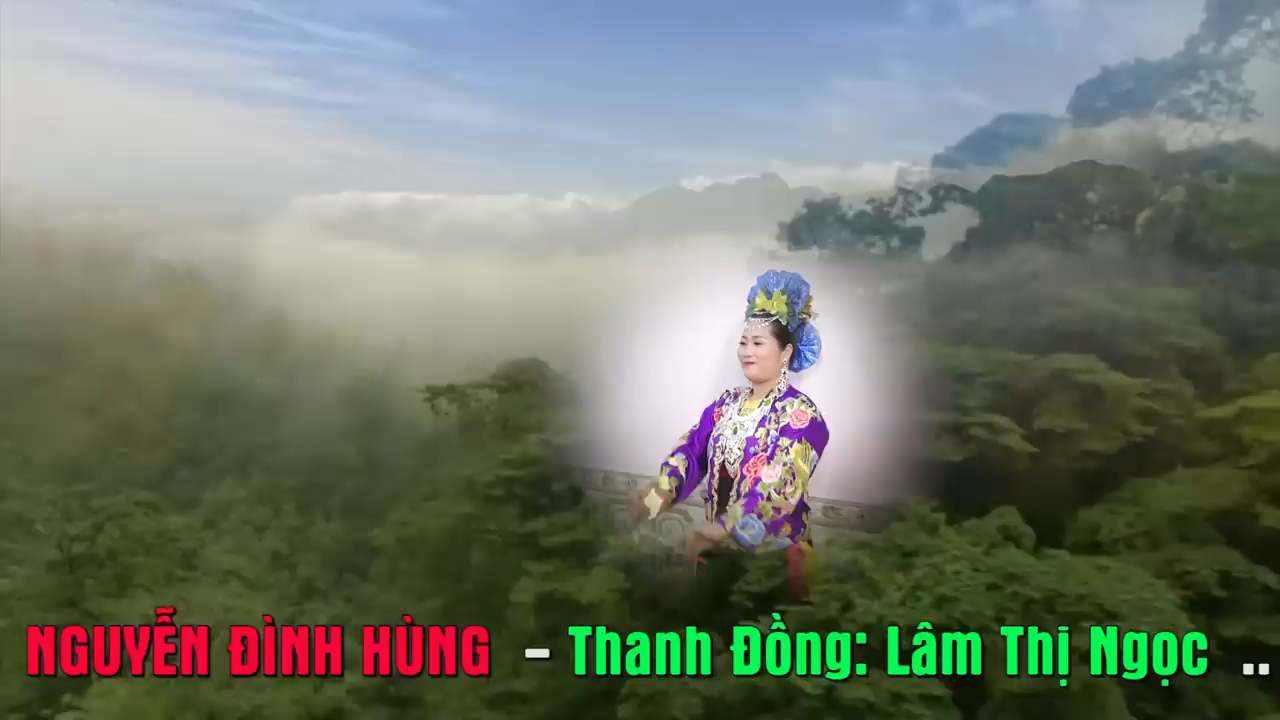 NGUYỄN ĐÌNH HÙNG – Thanh Đồng: Lâm Thị Ngọc ..